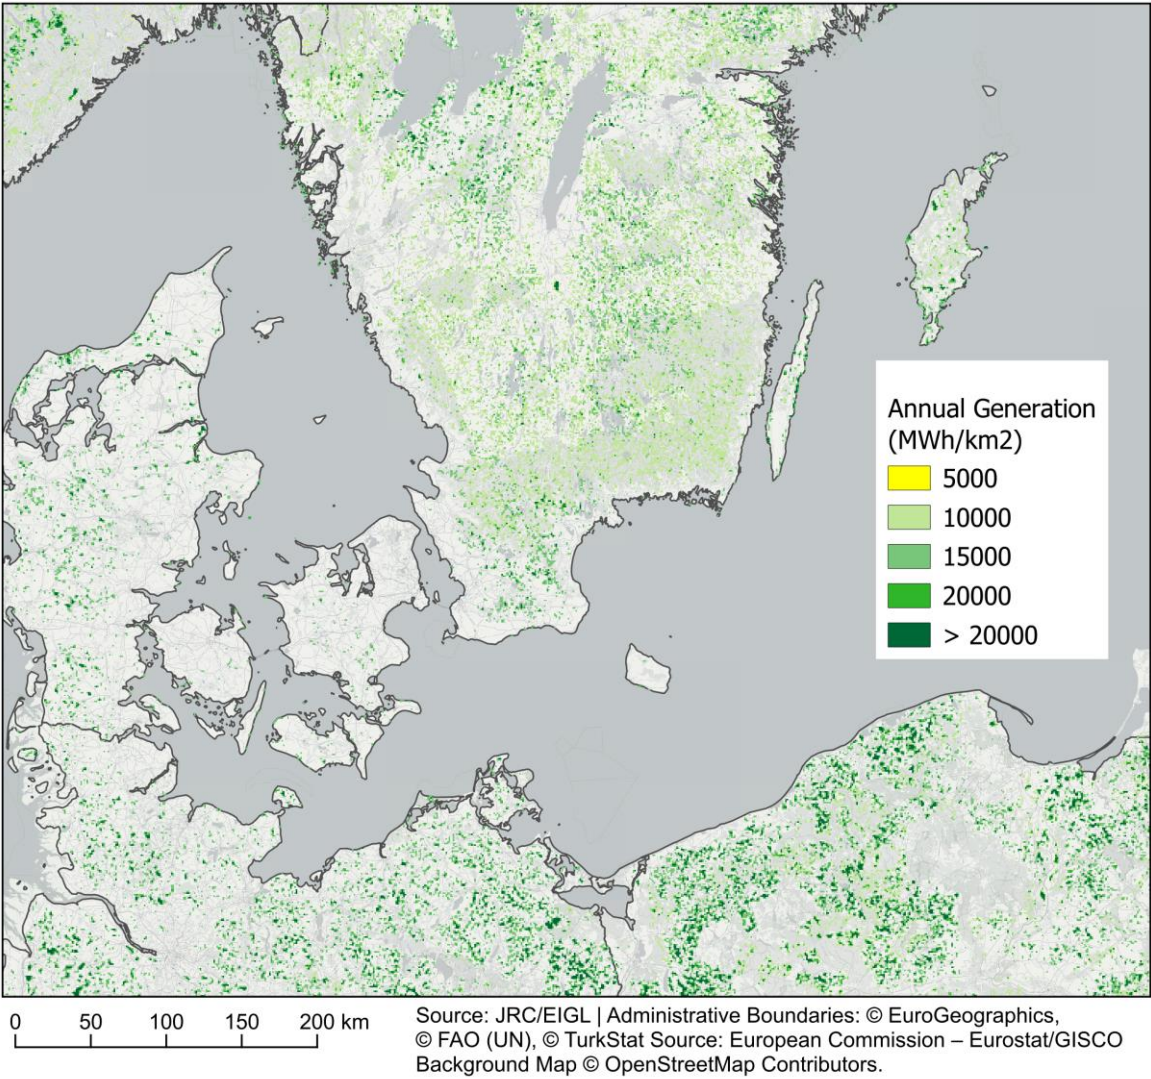 Annual Generation
(MWh/km2)
5000
10000
15000
20000
> 20000
0 50 100 150 200 km
Source: JRC/EIGL | Administrative Boundaries: © EuroGeographics,
© FAO (UN), © TurkStat Source: European Commission – Eurostat/GISCO
Background Map © OpenStreetMap Contributors.